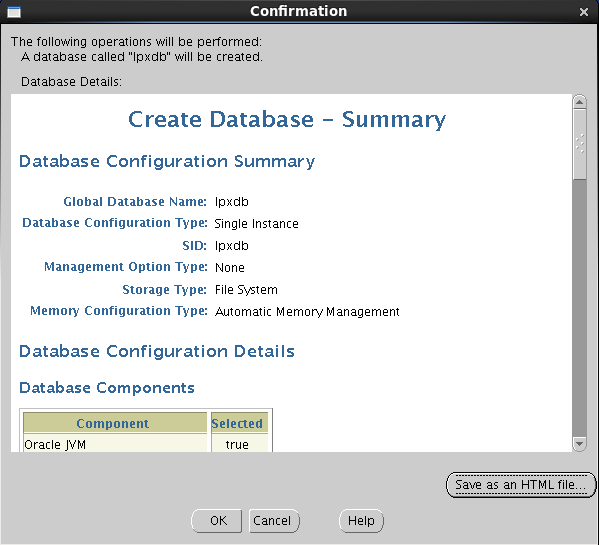 Confirmation
The following operations will be performed:
A database called "lpxdb" will be created.
Database Details:
Create Database - Summary
Database Configuration Summary
Global Database Name: lpxdb
Database Configuration Type: Single Instance
SID: lpxdb
Management Option Type: None
Storage Type: File System
Memory Configuration Type: Automatic Memory Management
Database Configuration Details
Database Components
Component Selected
Oracle JVM true
Save as an HTML file...
OK Cancel Help